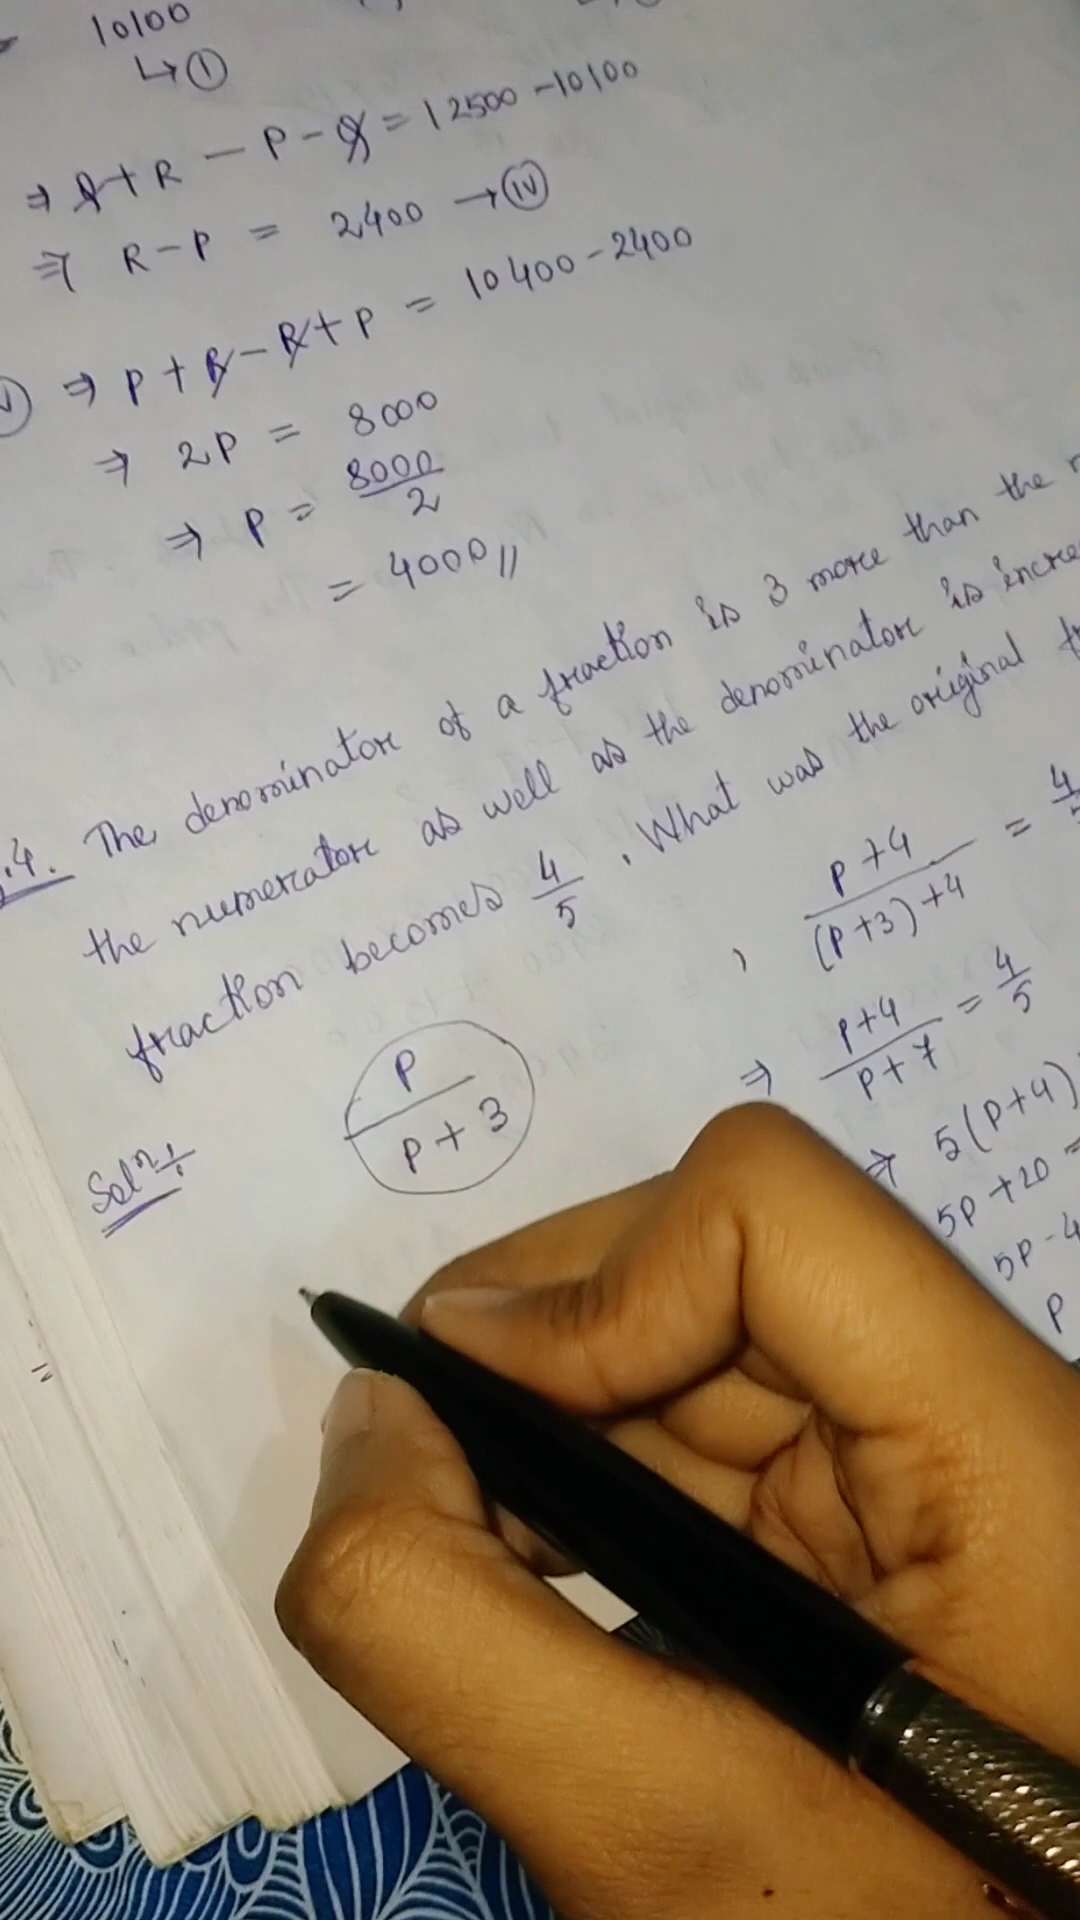 10100
↳ (I)
⇒ Q + R - P - Q = 12500 - 10100
⇒ R - P = 2400 → (IV)
⇒ P + R - R + P = 10400 - 2400
⇒ 2P = 8000
⇒ P = 8000/2
= 4000//
.4. The denominator of a fraction is 3 more than the
the numerator as well as the denominator is incre
fraction becomes 4/5 . What was the original
Solⁿ÷
P/(P + 3)
, (P + 4)/((P + 3) + 4) = 4/
⇒ (P + 4)/(P + 7) = 4/5
⇒ 5(P + 4)
5P + 20 =
5P - 4
P